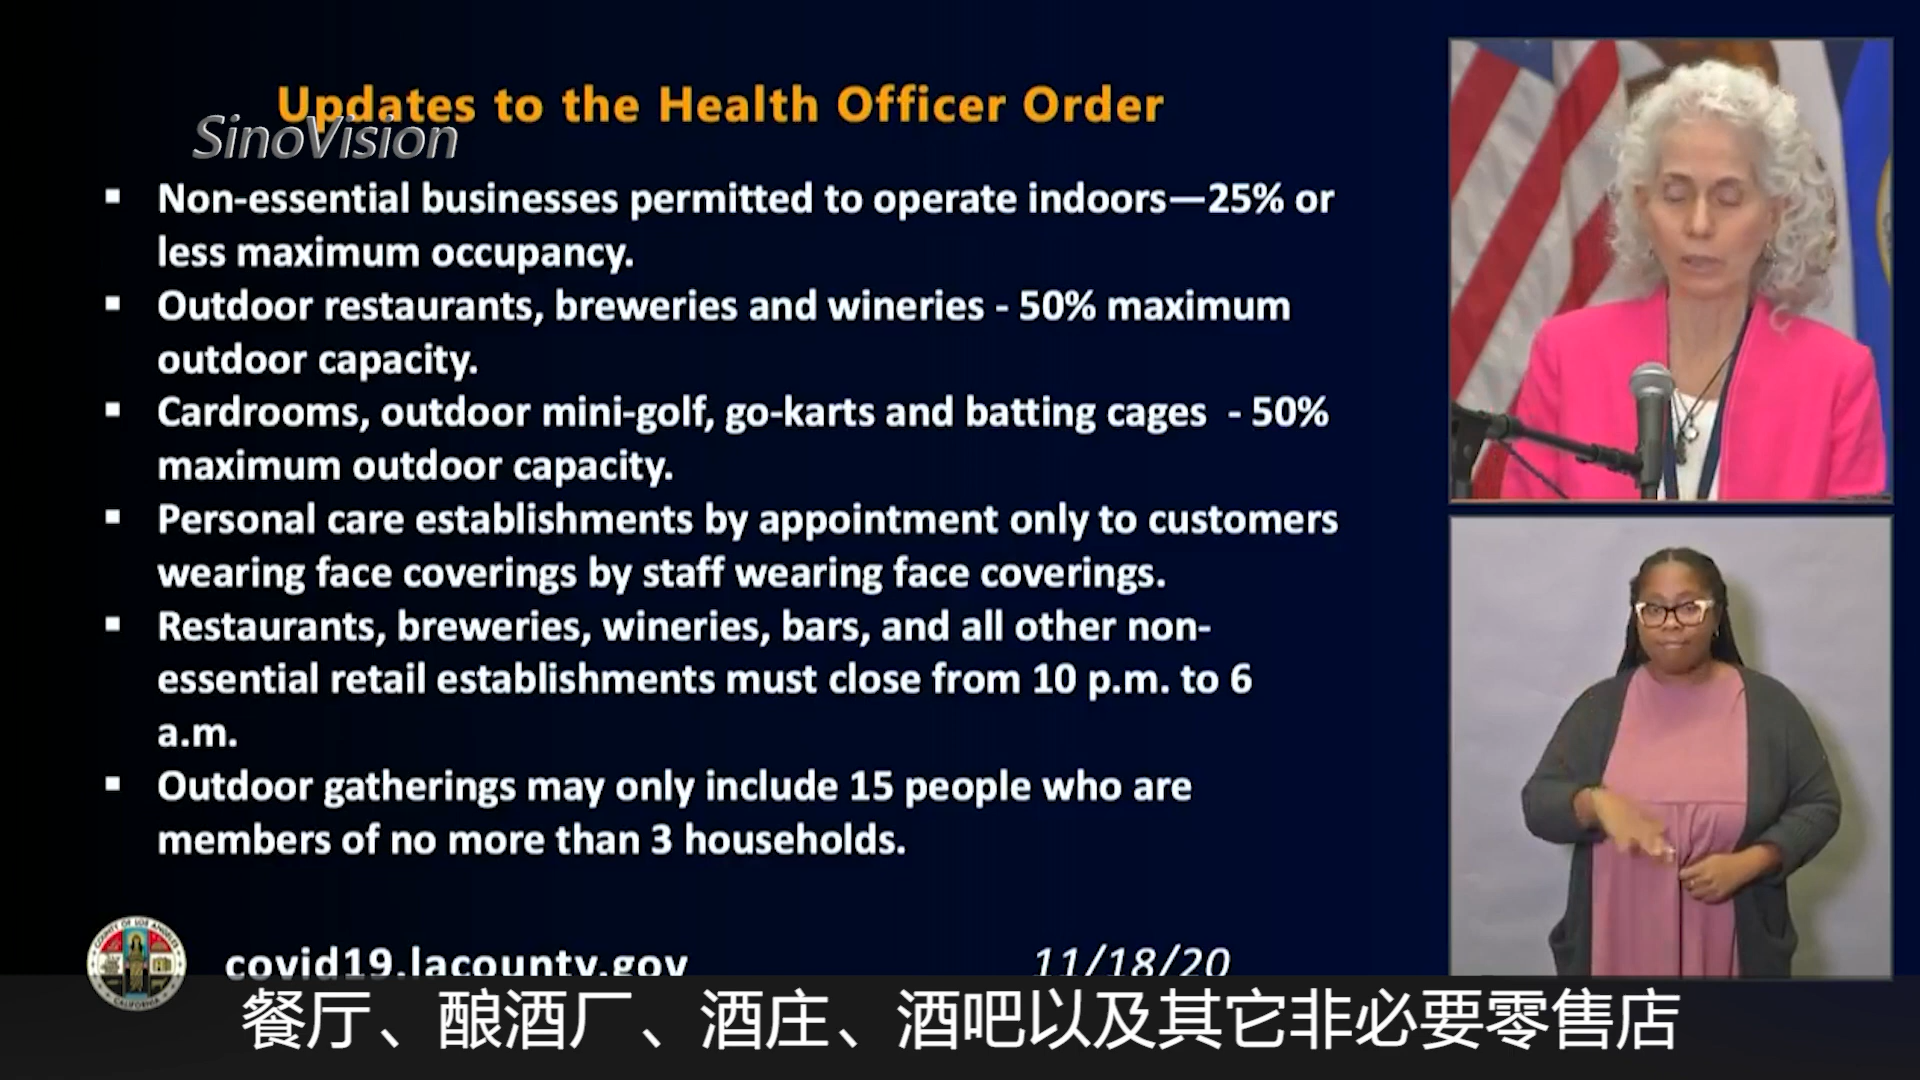 Updates to the Health Officer Order
SinoVision
▪ Non-essential businesses permitted to operate indoors—25% or
less maximum occupancy.
▪ Outdoor restaurants, breweries and wineries - 50% maximum
outdoor capacity.
▪ Cardrooms, outdoor mini-golf, go-karts and batting cages - 50%
maximum outdoor capacity.
▪ Personal care establishments by appointment only to customers
wearing face coverings by staff wearing face coverings.
▪ Restaurants, breweries, wineries, bars, and all other non-
essential retail establishments must close from 10 p.m. to 6
a.m.
▪ Outdoor gatherings may only include 15 people who are
members of no more than 3 households.
COUNTY OF LOS ANGELES
CALIFORNIA
covid19.lacounty.gov
11/18/20
餐厅、酿酒厂、酒庄、酒吧以及其它非必要零售店